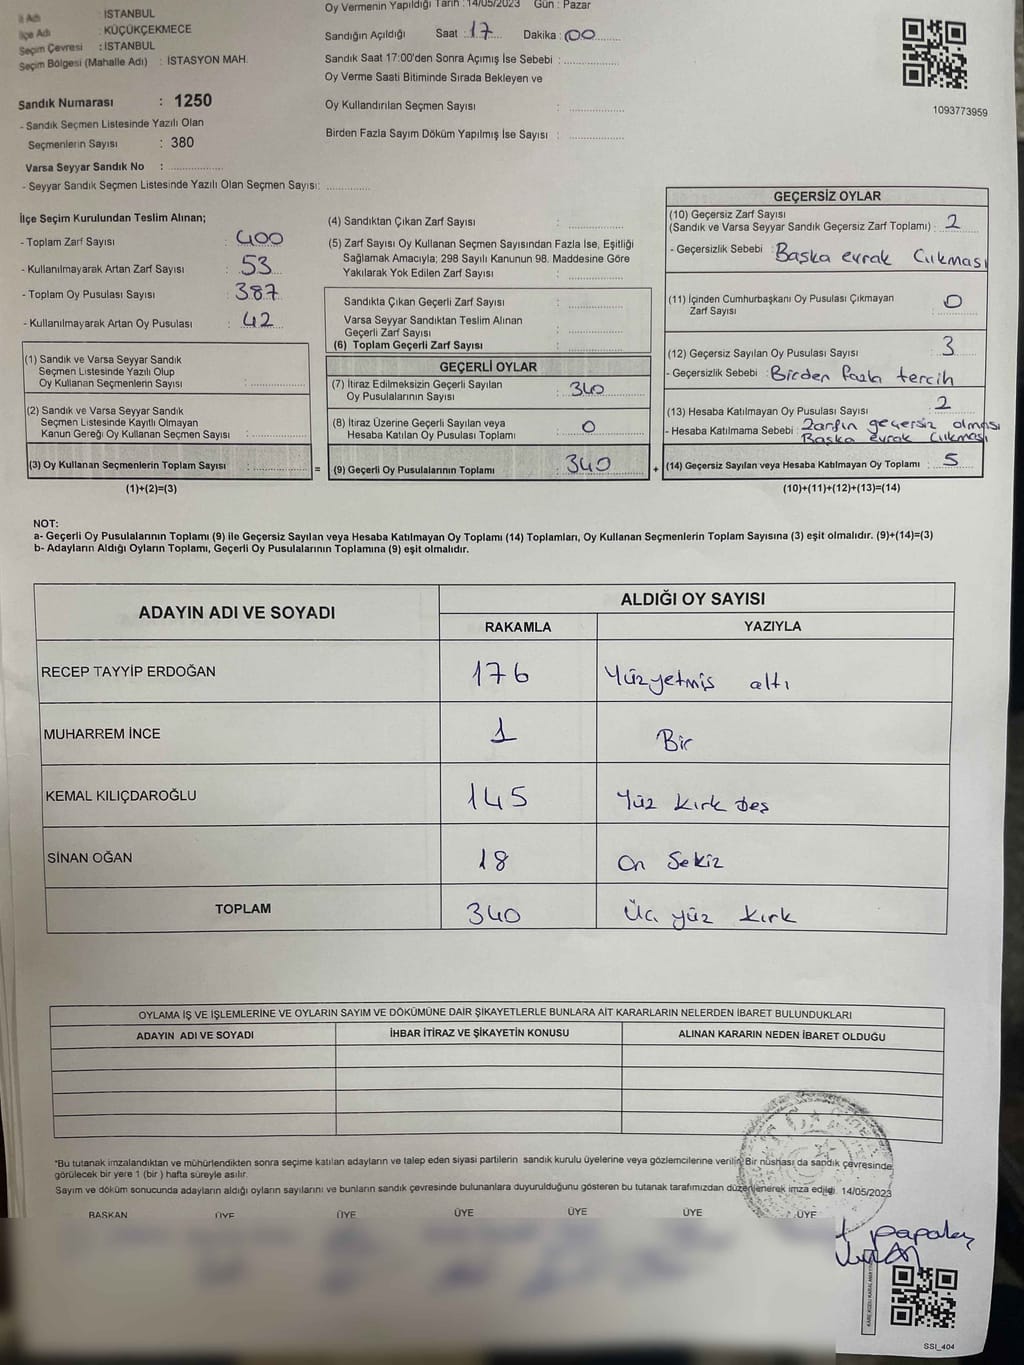 İli Adı : İSTANBUL
İlçe Adı : KÜÇÜKÇEKMECE
Seçim Çevresi : İSTANBUL
Seçim Bölgesi (Mahalle Adı) : İSTASYON MAH.
Sandık Numarası : 1250
- Sandık Seçmen Listesinde Yazılı Olan
Seçmenlerin Sayısı : 380
Varsa Seyyar Sandık No :
- Seyyar Sandık Seçmen Listesinde Yazılı Olan Seçmen Sayısı:
Oy Vermenin Yapıldığı Tarih : 14/05/2023 Gün : Pazar
Sandığın Açıldığı Saat : 17 Dakika : 00
Sandık Saat 17:00'den Sonra Açımış İse Sebebi :
Oy Verme Saati Bitiminde Sırada Bekleyen ve
Oy Kullandırılan Seçmen Sayısı :
Birden Fazla Sayım Döküm Yapılmış İse Sayısı :
1093773959
İlçe Seçim Kurulundan Teslim Alınan;
- Toplam Zarf Sayısı : 400
- Kullanılmayarak Artan Zarf Sayısı : 53
- Toplam Oy Pusulası Sayısı : 387
- Kullanılmayarak Artan Oy Pusulası : 42
(1) Sandık ve Varsa Seyyar Sandık
Seçmen Listesinde Yazılı Olup
Oy Kullanan Seçmenlerin Sayısı :
(2) Sandık ve Varsa Seyyar Sandık
Seçmen Listesinde Kayıtlı Olmayan
Kanun Gereği Oy Kullanan Seçmen Sayısı :
(3) Oy Kullanan Seçmenlerin Toplam Sayısı : =
(1)+(2)=(3)
(4) Sandıktan Çıkan Zarf Sayısı :
(5) Zarf Sayısı Oy Kullanan Seçmen Sayısından Fazla İse, Eşitliği
Sağlamak Amacıyla; 298 Sayılı Kanunun 98. Maddesine Göre
Yakılarak Yok Edilen Zarf Sayısı :
Sandıkta Çıkan Geçerli Zarf Sayısı :
Varsa Seyyar Sandıktan Teslim Alınan
Geçerli Zarf Sayısı :
(6) Toplam Geçerli Zarf Sayısı :
GEÇERLİ OYLAR
(7) İtiraz Edilmeksizin Geçerli Sayılan
Oy Pusulalarının Sayısı : 340
(8) İtiraz Üzerine Geçerli Sayılan veya
Hesaba Katılan Oy Pusulası Toplamı : 0
(9) Geçerli Oy Pusulalarının Toplamı : 340 +
GEÇERSİZ OYLAR
(10) Geçersiz Zarf Sayısı
(Sandık ve Varsa Seyyar Sandık Geçersiz Zarf Toplamı) : 2
- Geçersizlik Sebebi : Başka evrak Çıkması
(11) İçinden Cumhurbaşkanı Oy Pusulası Çıkmayan
Zarf Sayısı : 0
(12) Geçersiz Sayılan Oy Pusulası Sayısı : 3
- Geçersizlik Sebebi : Birden fazla tercih
(13) Hesaba Katılmayan Oy Pusulası Sayısı : 2
- Hesaba Katılmama Sebebi : Zarfın geçersiz olması
Başka evrak Çıkması
(14) Geçersiz Sayılan veya Hesaba Katılmayan Oy Toplamı : 5
(10)+(11)+(12)+(13)=(14)
NOT:
a- Geçerli Oy Pusulalarının Toplamı (9) ile Geçersiz Sayılan veya Hesaba Katılmayan Oy Toplamı (14) Toplamları, Oy Kullanan Seçmenlerin Toplam Sayısına (3) eşit olmalıdır. (9)+(14)=(3)
b- Adayların Aldığı Oyların Toplamı, Geçerli Oy Pusulalarının Toplamına (9) eşit olmalıdır.
ADAYIN ADI VE SOYADI
ALDIĞI OY SAYISI
RAKAMLA YAZIYLA
RECEP TAYYİP ERDOĞAN 176 Yüzyetmiş altı
MUHARREM İNCE 1 Bir
KEMAL KILIÇDAROĞLU 145 Yüz Kırk beş
SİNAN OĞAN 18 On Sekiz
TOPLAM 340 Üç yüz kırk
OYLAMA İŞ VE İŞLEMLERİNE VE OYLARIN SAYIM VE DÖKÜMÜNE DAİR ŞİKAYETLERLE BUNLARA AİT KARARLARIN NELERDEN İBARET BULUNDUKLARI
ADAYIN ADI VE SOYADI İHBAR İTİRAZ VE ŞİKAYETİN KONUSU ALINAN KARARIN NEDEN İBARET OLDUĞU
*Bu tutanak imzalandıktan ve mühürlendikten sonra seçime katılan adayların ve talep eden siyasi partilerin sandık kurulu üyelerine veya gözlemcilerine verilir. Bir nüshası da sandık çevresinde
görülecek bir yere 1 (bir ) hafta süreyle asılır.
Sayım ve döküm sonucunda adayların aldığı oyların sayılarını ve bunların sandık çevresinde bulunanlara duyurulduğunu gösteren bu tutanak tarafımızdan düzenlenerek imza edildi. 14/05/2023
BAŞKAN ÜYE ÜYE ÜYE ÜYE ÜYE ÜYE
SSI_404